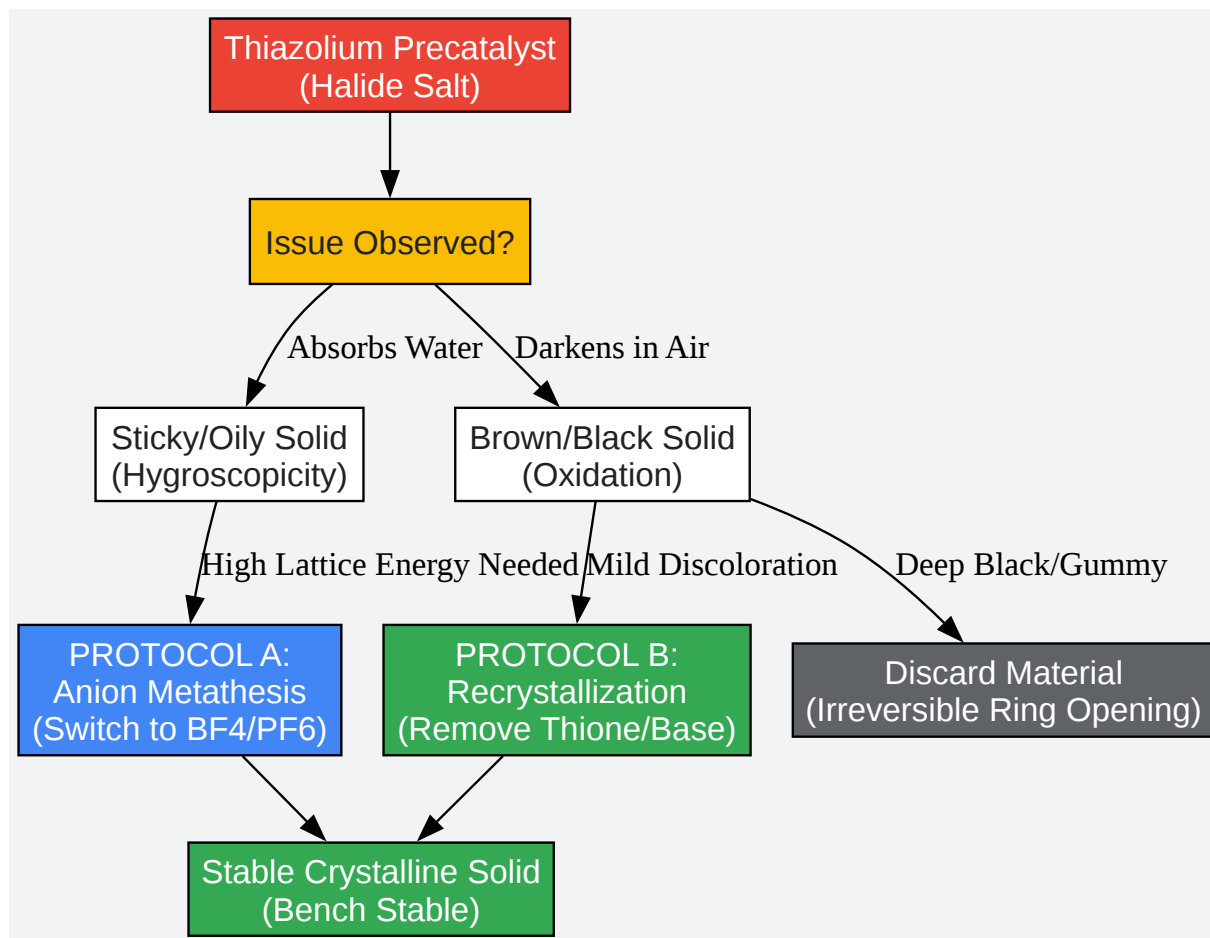 Thiazolium Precatalyst
(Halide Salt)
Issue Observed?
Absorbs Water
Darkens in Air
Sticky/Oily Solid
(Hygroscopicity)
Brown/Black Solid
(Oxidation)
High Lattice Energy Needed
Mild Discoloration
Deep Black/Gummy
PROTOCOL A:
Anion Metathesis
(Switch to BF4/PF6)
PROTOCOL B:
Recrystallization
(Remove Thione/Base)
Discard Material
(Irreversible Ring Opening)
Stable Crystalline Solid
(Bench Stable)